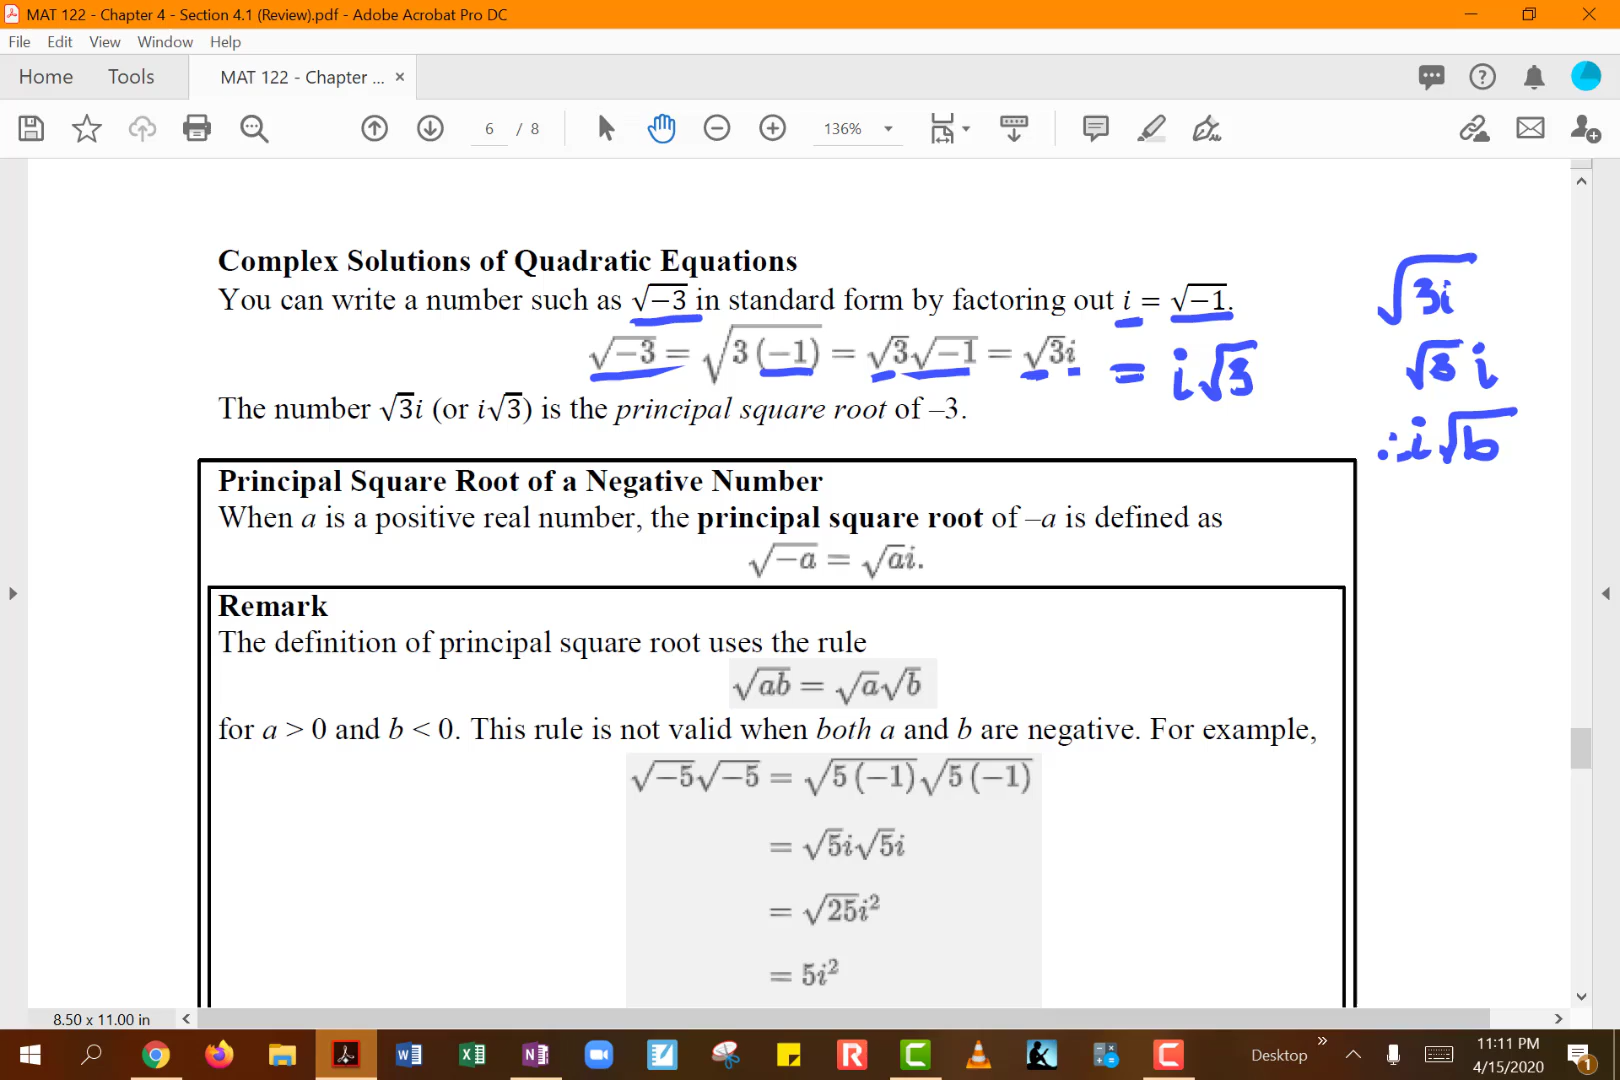 MAT 122 - Chapter 4 - Section 4.1 (Review).pdf - Adobe Acrobat Pro DC
File Edit View Window Help
Home Tools MAT 122 - Chapter ... ×
6 / 8 136%
Complex Solutions of Quadratic Equations
You can write a number such as √−3 in standard form by factoring out i = √−1.
√−3 = √3(−1) = √3√−1 = √3i = i√3
The number √3i (or i√3) is the principal square root of –3.
√3i
√3 i
∴ i√b
Principal Square Root of a Negative Number
When a is a positive real number, the principal square root of –a is defined as
√−a = √ai.
Remark
The definition of principal square root uses the rule
√ab = √a√b
for a > 0 and b < 0. This rule is not valid when both a and b are negative. For example,
√−5√−5 = √5(−1)√5(−1)
= √5i√5i
= √25i²
= 5i²
8.50 x 11.00 in
Desktop
11:11 PM
4/15/2020
1